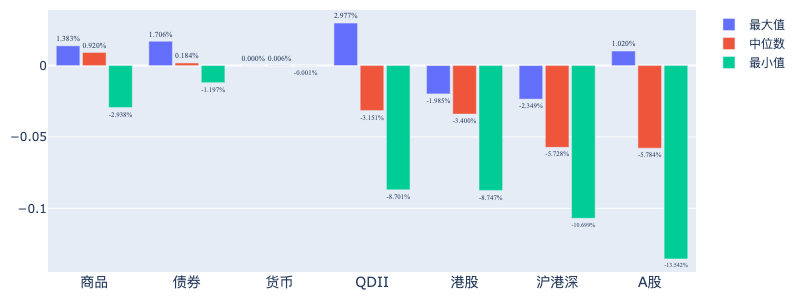 2.977%
最大值
1.706%
1.383%
中位数
0.920%
1.020%
0.184%
最小值
0.000%
0.006%
0
-0.001%
-1.197%
-1.985%
-2.349%
-2.938%
-3.151%
-3.400%
−0.05
-5.728%
-5.784%
-8.701%
-8.747%
−0.1
-10.699%
-13.542%
商品
债券
货币
QDII
港股
沪港深
A股